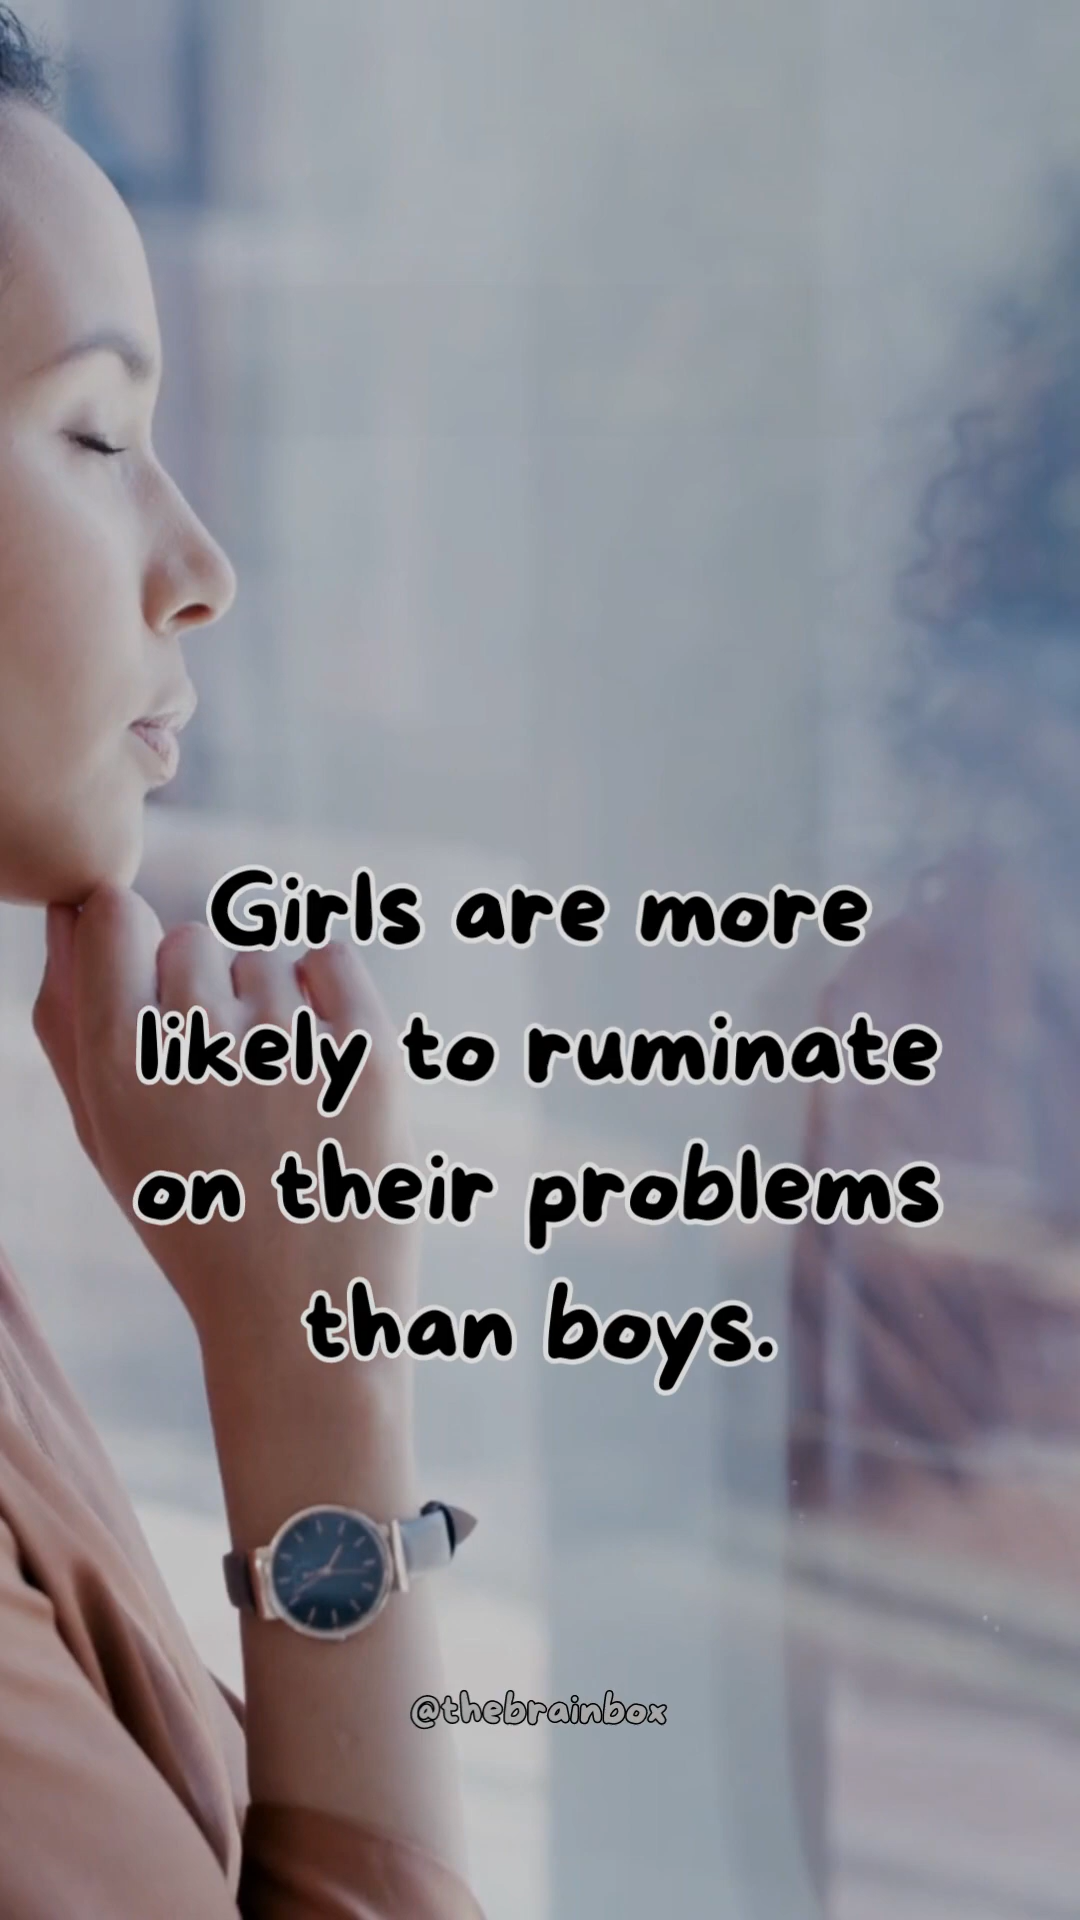 Girls are more
likely to ruminate
on their problems
than boys.
@thebrainbox